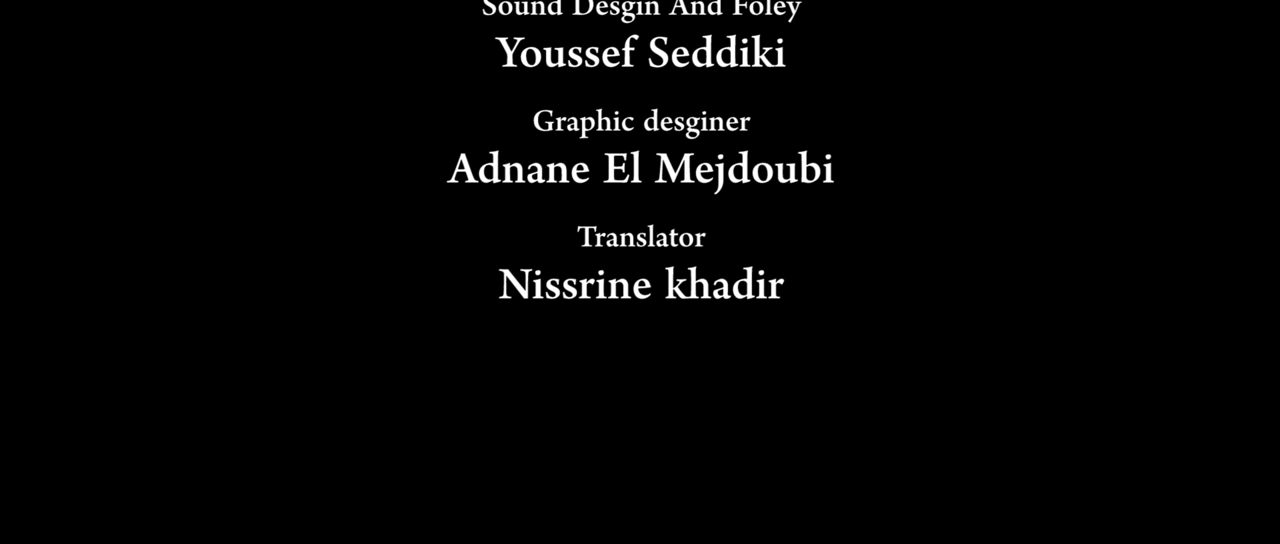 Sound Desgin And Foley
Youssef Seddiki
Graphic desginer
Adnane El Mejdoubi
Translator
Nissrine khadir